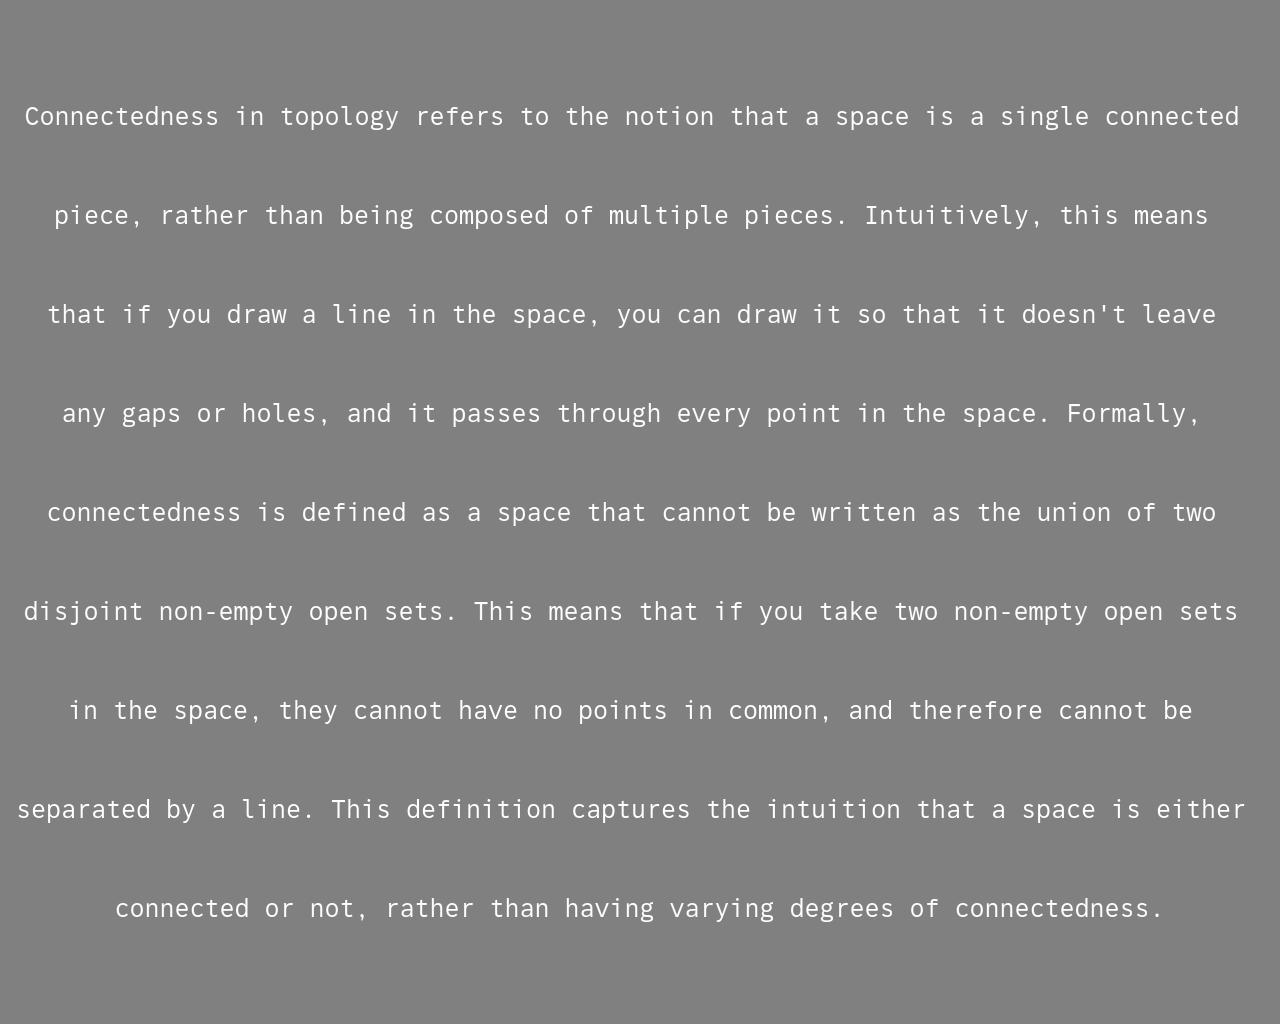 Connectedness in topology refers to the notion that a space is a single connected
piece, rather than being composed of multiple pieces. Intuitively, this means
that if you draw a line in the space, you can draw it so that it doesn't leave
any gaps or holes, and it passes through every point in the space. Formally,
connectedness is defined as a space that cannot be written as the union of two
disjoint non-empty open sets. This means that if you take two non-empty open sets
in the space, they cannot have no points in common, and therefore cannot be
separated by a line. This definition captures the intuition that a space is either
connected or not, rather than having varying degrees of connectedness.